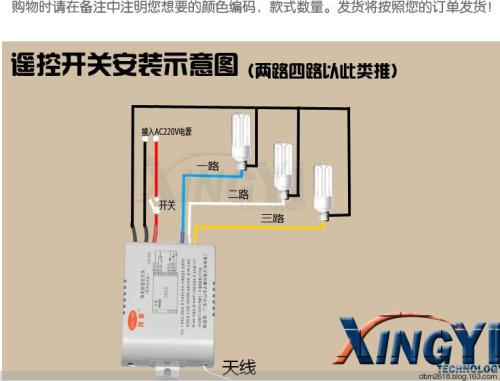 购物时请在备注中注明您想要的颜色编码，款式数量。发货将按照您的订单发货！
遥控开关安装示意图（两路四路以此类推）
接入AC220V电源
一路
开关
二路
三路
XINGYI
TECHNOLOGY
天线
XINGYI
TECHNOLOGY
dbm2618.blog.163.com